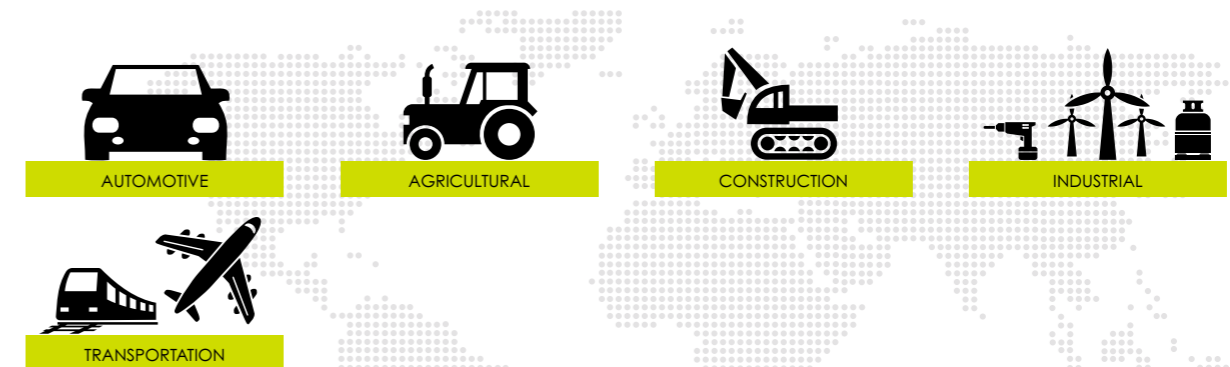 AUTOMOTIVE
AGRICULTURAL
CONSTRUCTION
INDUSTRIAL
TRANSPORTATION